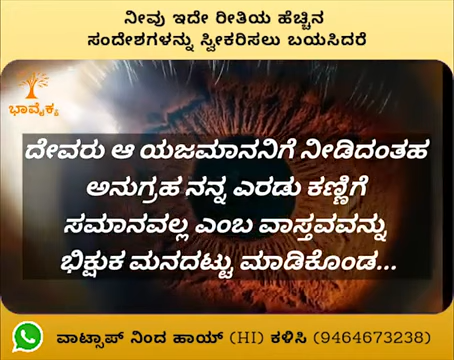 ನೀವು ಇದೇ ರೀತಿಯ ಹೆಚ್ಚಿನ
ಸಂದೇಶಗಳನ್ನು ಸ್ವೀಕರಿಸಲು ಬಯಸಿದರೆ
ಭಾವೈಕ್ಯ
ದೇವರು ಆ ಯಜಮಾನನಿಗೆ ನೀಡಿದಂತಹ
ಅನುಗ್ರಹ ನನ್ನ ಎರಡು ಕಣ್ಣಿಗೆ
ಸಮಾನವಲ್ಲ ಎಂಬ ವಾಸ್ತವವನ್ನು
ಭಿಕ್ಷುಕ ಮನದಟ್ಟು ಮಾಡಿಕೊಂಡ...
ವಾಟ್ಸಾಪ್ ನಿಂದ ಹಾಯ್ (HI) ಕಳಿಸಿ (9464673238)